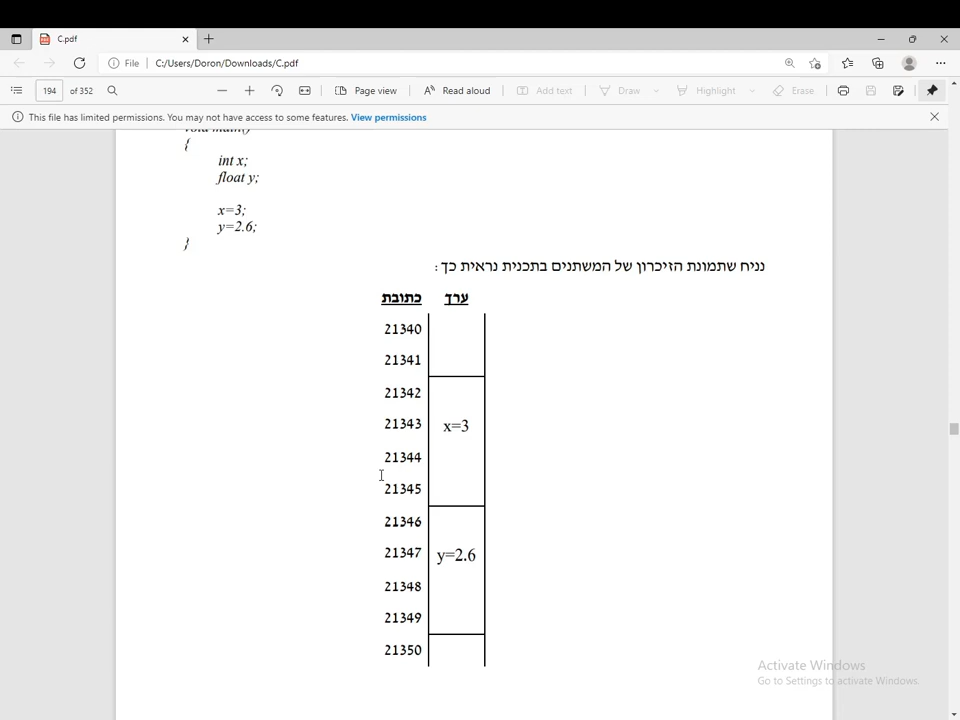 C.pdf
File
C:/Users/Doron/Downloads/C.pdf
194 of 352
Page view
Read aloud
Add text
Draw
Highlight
Erase
This file has limited permissions. You may not have access to some features. View permissions
void main()
{
int x;
float y;
x=3;
y=2.6;
}
נניח שתמונת הזיכרון של המשתנים בתכנית נראית כך :
ערך כתובת
21340
21341
21342
21343 x=3
21344
21345
21346
21347 y=2.6
21348
21349
21350
Activate Windows
Go to Settings to activate Windows.